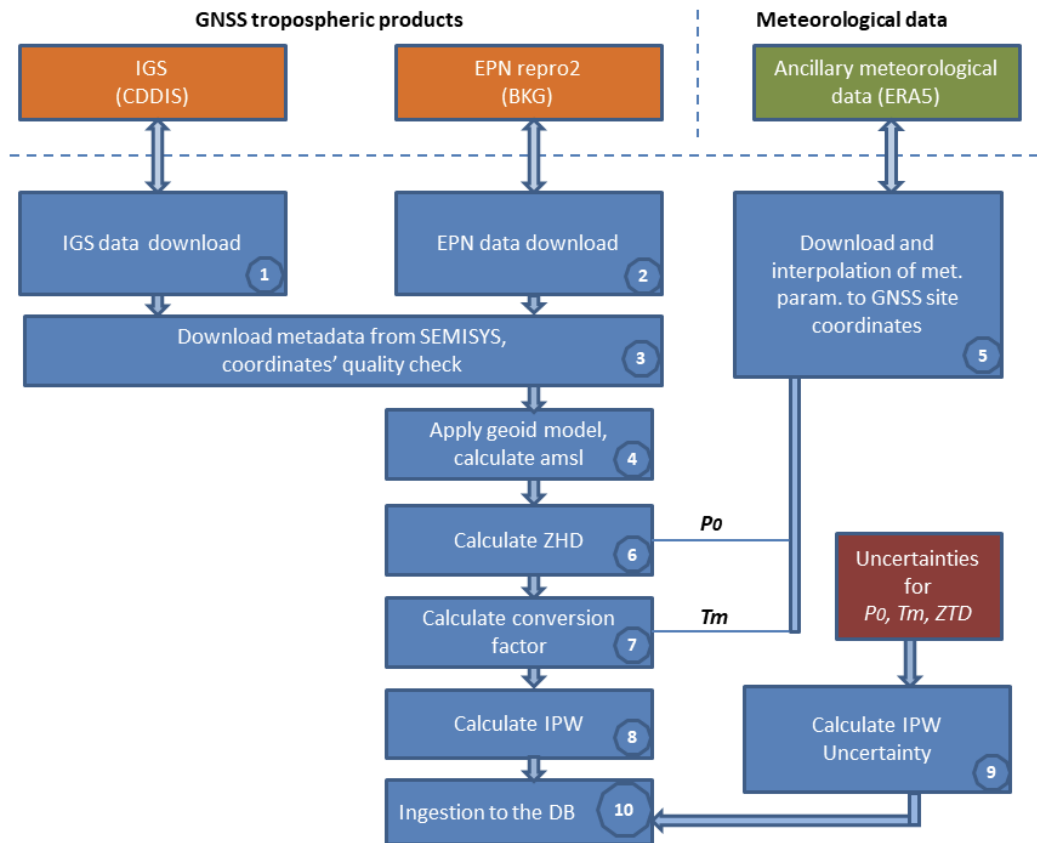 GNSS tropospheric products
Meteorological data
IGS
(CDDIS)
EPN repro2
(BKG)
Ancillary meteorological
data (ERA5)
IGS data download
1
EPN data download
2
Download and
interpolation of met.
param. to GNSS site
coordinates
5
Download metadata from SEMISYS,
coordinates' quality check
3
Apply geoid model,
calculate amsl
4
Calculate ZHD
6
P0
Calculate conversion
factor
7
Tm
Uncertainties
for
P0, Tm, ZTD
Calculate IPW
8
Calculate IPW
Uncertainty
9
Ingestion to the DB
10